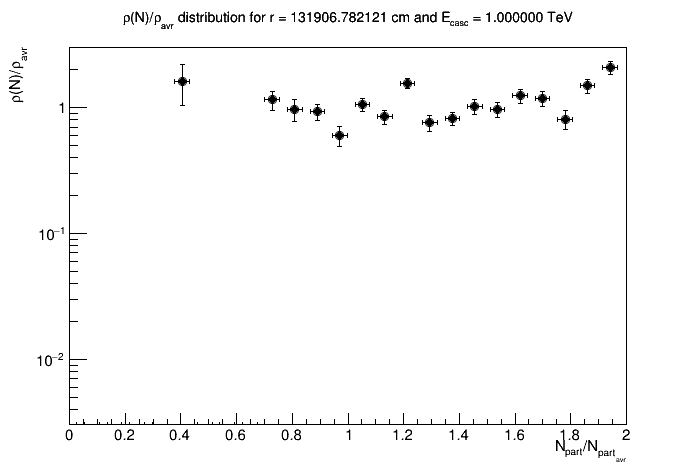 ρ(N)/ρavr distribution for r = 131906.782121 cm and Ecasc = 1.000000 TeV
ρ(N)/ρavr
1
10−1
10−2
0 0.2 0.4 0.6 0.8 1 1.2 1.4 1.6 1.8 2
Npart/Npartavr